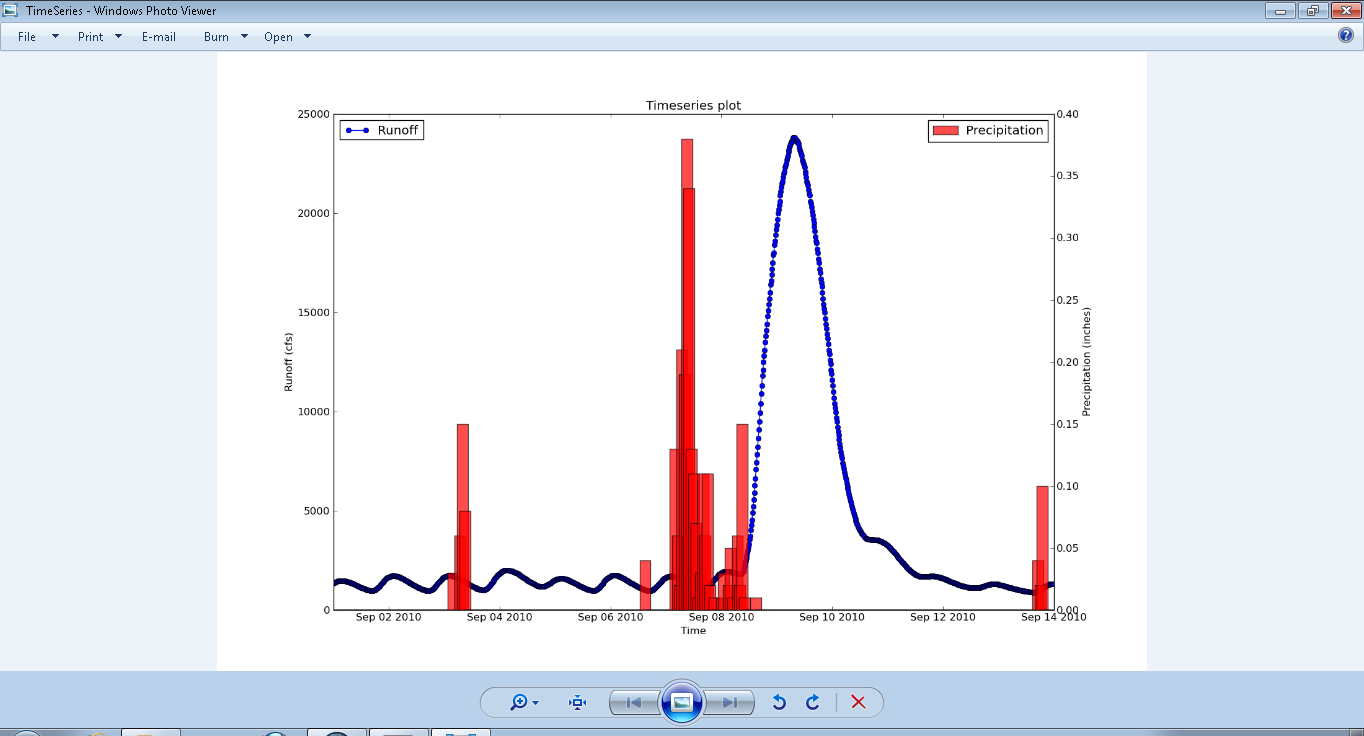 TimeSeries - Windows Photo Viewer
File Print E-mail Burn Open
Timeseries plot
Runoff
Precipitation
25000
20000
15000
10000
5000
0
Runoff (cfs)
0.40
0.35
0.30
0.25
0.20
0.15
0.10
0.05
0.00
Precipitation (inches)
Sep 02 2010 Sep 04 2010 Sep 06 2010 Sep 08 2010 Sep 10 2010 Sep 12 2010 Sep 14 2010
Time